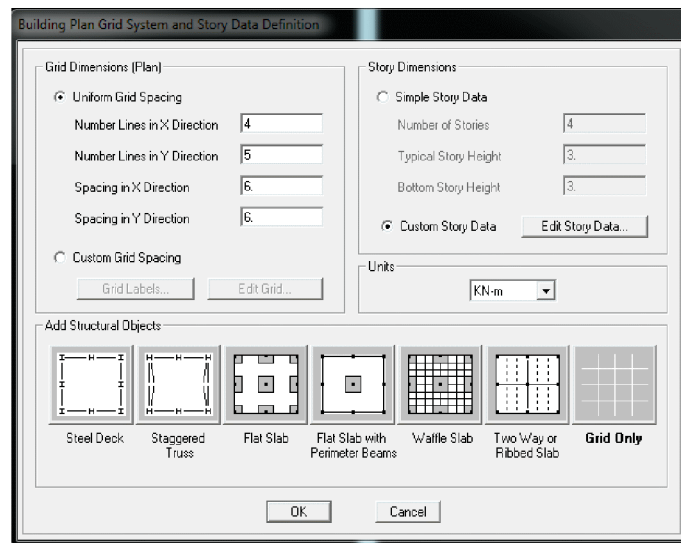 Building Plan Grid System and Story Data Definition
Grid Dimensions (Plan)
Uniform Grid Spacing
Number Lines in X Direction 4
Number Lines in Y Direction 5
Spacing in X Direction 6.
Spacing in Y Direction 6.
Custom Grid Spacing
Grid Labels... Edit Grid...
Story Dimensions
Simple Story Data
Number of Stories 4
Typical Story Height 3.
Bottom Story Height 3.
Custom Story Data Edit Story Data...
Units
KN-m
Add Structural Objects
Steel Deck
Staggered
Truss
Flat Slab
Flat Slab with
Perimeter Beams
Waffle Slab
Two Way or
Ribbed Slab
Grid Only
OK Cancel